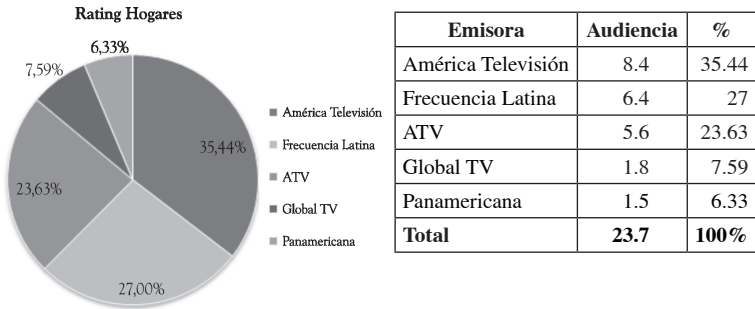 Rating Hogares
6,33%
7,59%
35,44%
23,63%
27,00%
América Televisión
Frecuencia Latina
ATV
Global TV
Panamericana
Emisora Audiencia %
América Televisión 8.4 35.44
Frecuencia Latina 6.4 27
ATV 5.6 23.63
Global TV 1.8 7.59
Panamericana 1.5 6.33
Total 23.7 100%